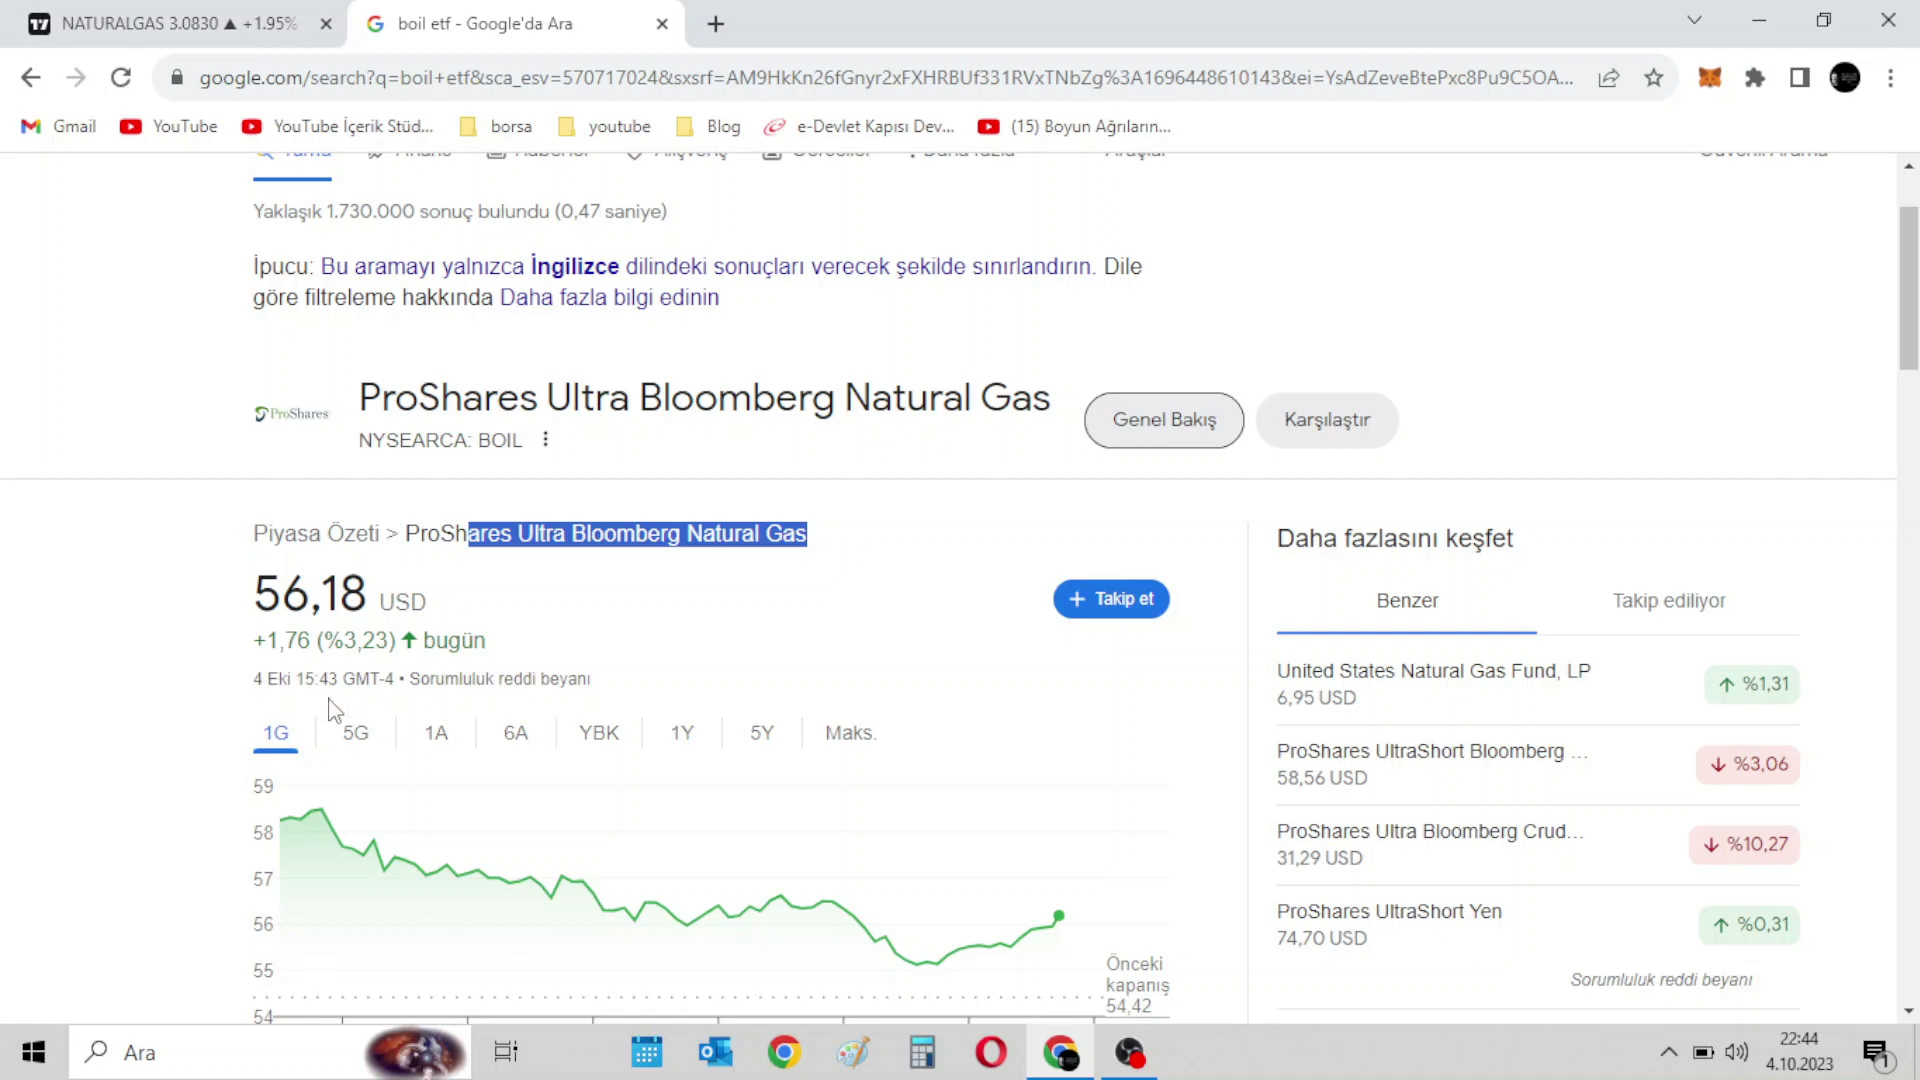 NATURALGAS 3.0830 ▲ +1.95%
boil etf - Google'da Ara
google.com/search?q=boil+etf&sca_esv=570717024&sxsrf=AM9HkKn26fGnyr2xFXHRBUf331RVxTNbZg%3A1696448610143&ei=YsAdZeveBtePxc8Pu9C5OA...
Gmail
YouTube
YouTube İçerik Stüd...
borsa
youtube
Blog
e-Devlet Kapısı Dev...
(15) Boyun Ağrıların...
Yaklaşık 1.730.000 sonuç bulundu (0,47 saniye)
İpucu: Bu aramayı yalnızca İngilizce dilindeki sonuçları verecek şekilde sınırlandırın. Dile
göre filtreleme hakkında Daha fazla bilgi edinin
ProShares
ProShares Ultra Bloomberg Natural Gas
NYSEARCA: BOIL
Genel Bakış
Karşılaştır
Piyasa Özeti > ProShares Ultra Bloomberg Natural Gas
56,18 USD
+1,76 (%3,23) ↑ bugün
4 Eki 15:43 GMT-4 • Sorumluluk reddi beyanı
+ Takip et
1G
5G
1A
6A
YBK
1Y
5Y
Maks.
59
58
57
56
55
54
Önceki
kapanış
54,42
Daha fazlasını keşfet
Benzer
Takip ediliyor
United States Natural Gas Fund, LP
6,95 USD
↑ %1,31
ProShares UltraShort Bloomberg ...
58,56 USD
↓ %3,06
ProShares Ultra Bloomberg Crud...
31,29 USD
↓ %10,27
ProShares UltraShort Yen
74,70 USD
↑ %0,31
Sorumluluk reddi beyanı
Ara
22:44
4.10.2023
1